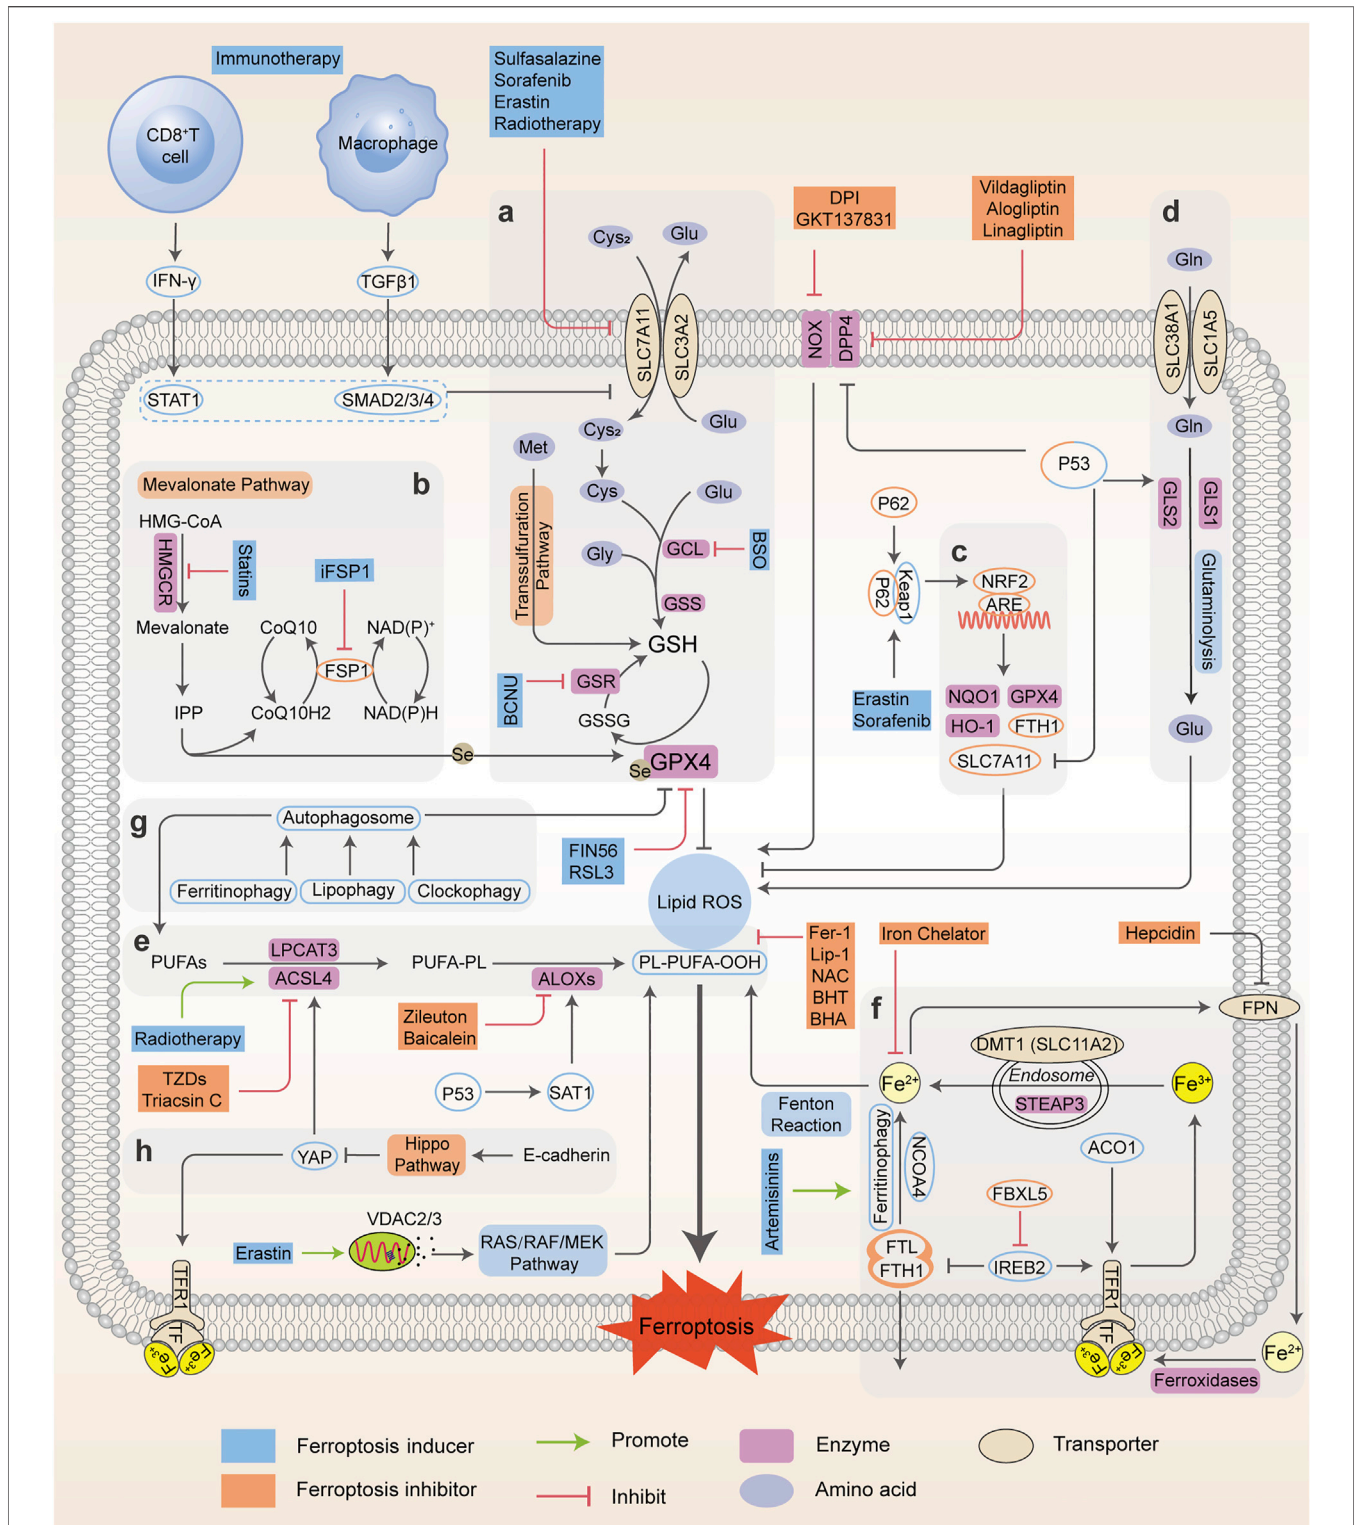 Immunotherapy
CD8+T
cell
Macrophage
IFN-γ
TGFβ1
STAT1
SMAD2/3/4
Sulfasalazine
Sorafenib
Erastin
Radiotherapy
a
Cys₂
Glu
SLC7A11
SLC3A2
Cys₂
Glu
Met
Cys
Glu
Transsulfuration
Pathway
Gly
GCL
BSO
GSS
GSH
BCNU
GSR
GSSG
Se
GPX4
DPI
GKT137831
Vildagliptin
Alogliptin
Linagliptin
NOX
DPP4
d
Gln
SLC38A1
SLC1A5
Gln
P53
GLS2
GLS1
Glutaminolysis
Glu
b
Mevalonate Pathway
HMG-CoA
HMGCR
Statins
iFSP1
Mevalonate
CoQ10
NAD(P)⁺
FSP1
IPP
CoQ10H2
NAD(P)H
Se
P62
P62
Keap1
Erastin
Sorafenib
c
NRF2
ARE
NQO1
GPX4
HO-1
FTH1
SLC7A11
g
Autophagosome
Ferritinophagy
Lipophagy
Clockophagy
FIN56
RSL3
Lipid ROS
e
PUFAs
LPCAT3
ACSL4
PUFA-PL
ALOXs
PL-PUFA-OOH
Radiotherapy
TZDs
Triacsin C
Zileuton
Baicalein
P53
SAT1
Fer-1
Lip-1
NAC
BHT
BHA
Iron Chelator
Hepcidin
f
FPN
DMT1 (SLC11A2)
Endosome
STEAP3
Fe²⁺
Fe³⁺
Fenton
Reaction
Ferritinophagy
NCOA4
Artemisinins
ACO1
FBXL5
FTL
FTH1
IREB2
TFR1
TF
Fe³⁺
Fe³⁺
Fe²⁺
Ferroxidases
h
YAP
Hippo
Pathway
E-cadherin
Erastin
VDAC2/3
RAS/RAF/MEK
Pathway
TFR1
TF
Fe³⁺
Fe³⁺
Ferroptosis
Ferroptosis inducer
Promote
Enzyme
Transporter
Ferroptosis inhibitor
Inhibit
Amino acid